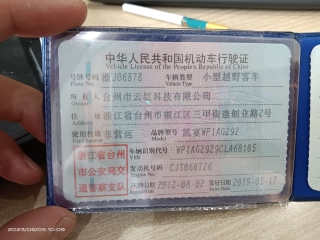 中华人民共和国机动车行驶证
Vehicle License of the People's Republic of China
号牌号码 浙J86878 车辆类型 小型越野客车
Plate No. Vehicle Type
所有人 台州市云虹科技有限公司
Owner
住址 浙江省台州市椒江区三甲街道创业路2号
Address
使用性质 非营运 品牌型号 凯宴WP1AG292
Use Character Model
浙江省台州市公安局交通警察支队
车辆识别代号 WP1AG2929CLA68105
VIN
发动机号码 CJT066726
Engine No.
注册日期 2012-08-02 发证日期 2019-05-17
Register Date Issue Date
2023/06/05 10:09